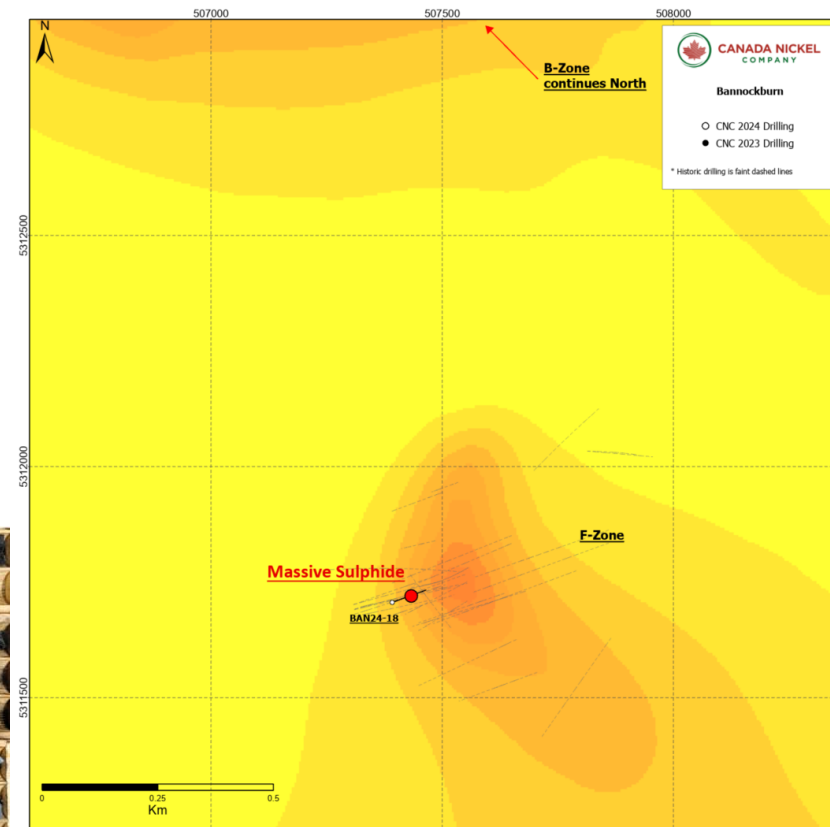 507000
507500
508000
N
CANADA NICKEL
COMPANY
Bannockburn
CNC 2024 Drilling
CNC 2023 Drilling
* Historic drilling is faint dashed lines
B-Zone
continues North
5312500
5312000
F-Zone
Massive Sulphide
BAN24-18
5311500
0
0.25
0.5
Km